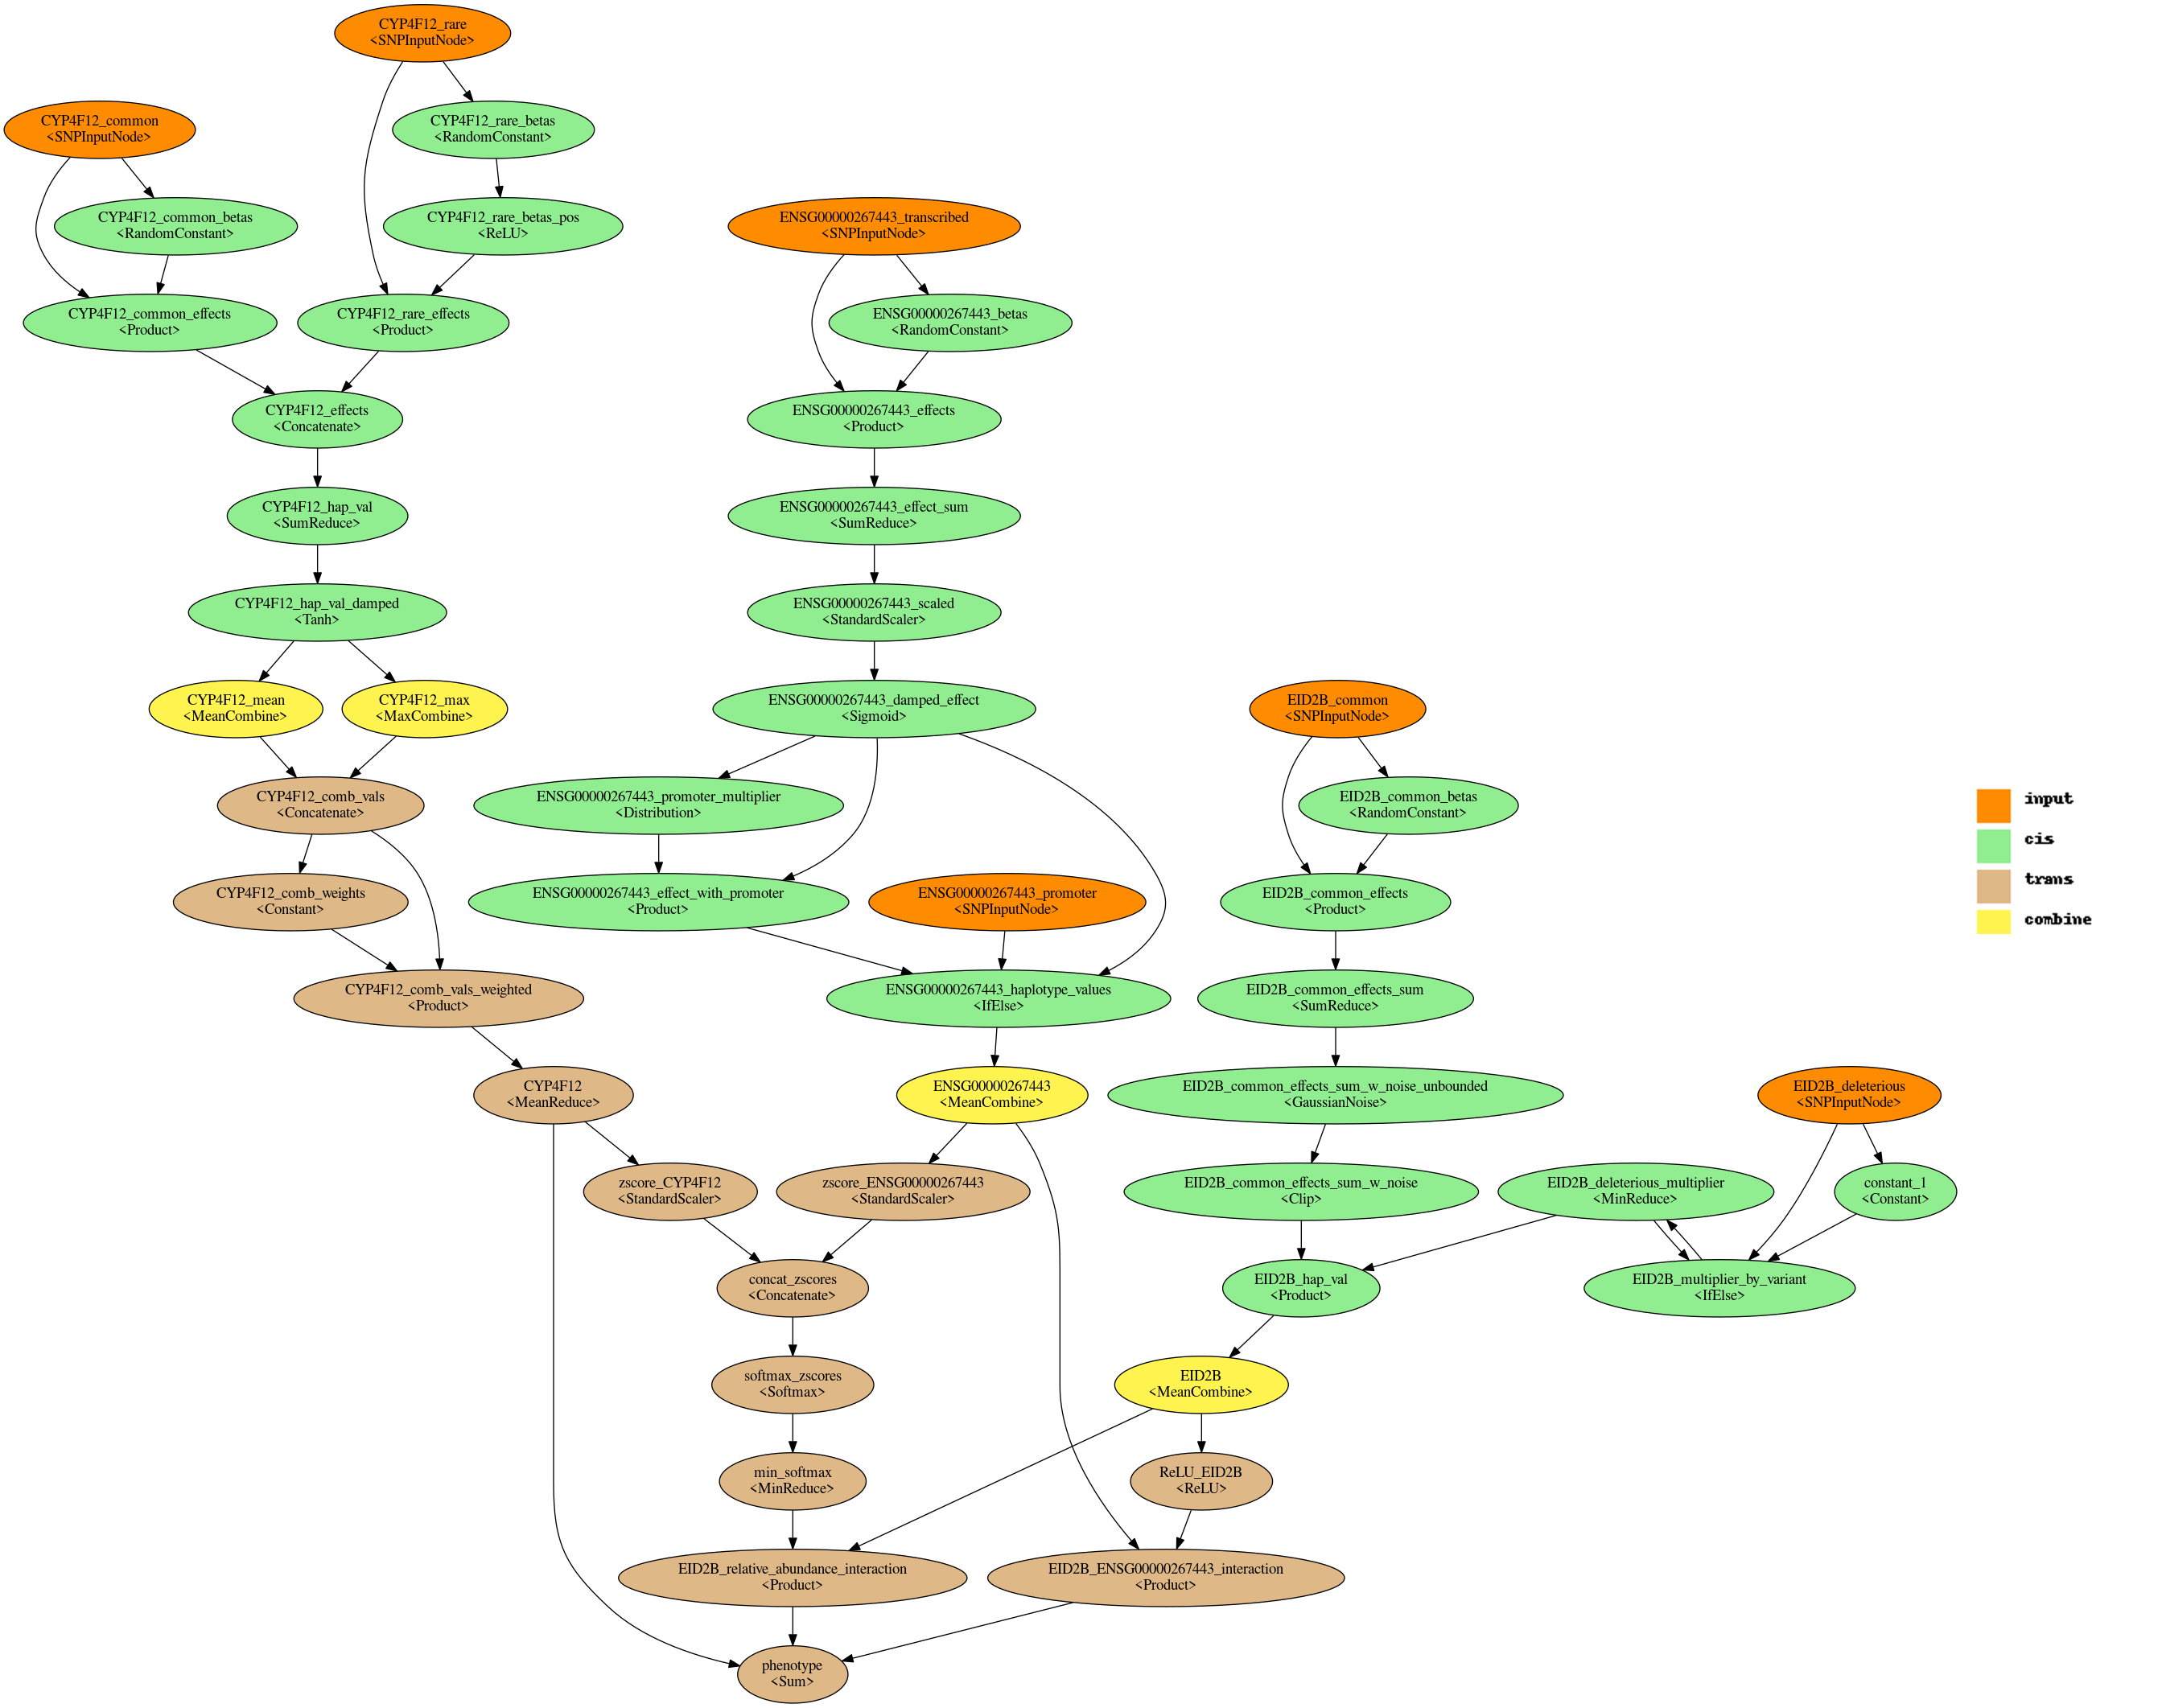 CYP4F12_rare
<SNPInputNode>
CYP4F12_common
<SNPInputNode>
CYP4F12_rare_betas
<RandomConstant>
CYP4F12_common_betas
<RandomConstant>
CYP4F12_rare_betas_pos
<ReLU>
ENSG00000267443_transcribed
<SNPInputNode>
CYP4F12_common_effects
<Product>
CYP4F12_rare_effects
<Product>
ENSG00000267443_betas
<RandomConstant>
CYP4F12_effects
<Concatenate>
ENSG00000267443_effects
<Product>
CYP4F12_hap_val
<SumReduce>
ENSG00000267443_effect_sum
<SumReduce>
CYP4F12_hap_val_damped
<Tanh>
ENSG00000267443_scaled
<StandardScaler>
CYP4F12_mean
<MeanCombine>
CYP4F12_max
<MaxCombine>
ENSG00000267443_damped_effect
<Sigmoid>
EID2B_common
<SNPInputNode>
CYP4F12_comb_vals
<Concatenate>
ENSG00000267443_promoter_multiplier
<Distribution>
EID2B_common_betas
<RandomConstant>
input
cis
trans
combine
CYP4F12_comb_weights
<Constant>
ENSG00000267443_effect_with_promoter
<Product>
ENSG00000267443_promoter
<SNPInputNode>
EID2B_common_effects
<Product>
CYP4F12_comb_vals_weighted
<Product>
ENSG00000267443_haplotype_values
<IfElse>
EID2B_common_effects_sum
<SumReduce>
CYP4F12
<MeanReduce>
ENSG00000267443
<MeanCombine>
EID2B_common_effects_sum_w_noise_unbounded
<GaussianNoise>
EID2B_deleterious
<SNPInputNode>
zscore_CYP4F12
<StandardScaler>
zscore_ENSG00000267443
<StandardScaler>
EID2B_common_effects_sum_w_noise
<Clip>
EID2B_deleterious_multiplier
<MinReduce>
constant_1
<Constant>
concat_zscores
<Concatenate>
EID2B_hap_val
<Product>
EID2B_multiplier_by_variant
<IfElse>
softmax_zscores
<Softmax>
EID2B
<MeanCombine>
min_softmax
<MinReduce>
ReLU_EID2B
<ReLU>
EID2B_relative_abundance_interaction
<Product>
EID2B_ENSG00000267443_interaction
<Product>
phenotype
<Sum>